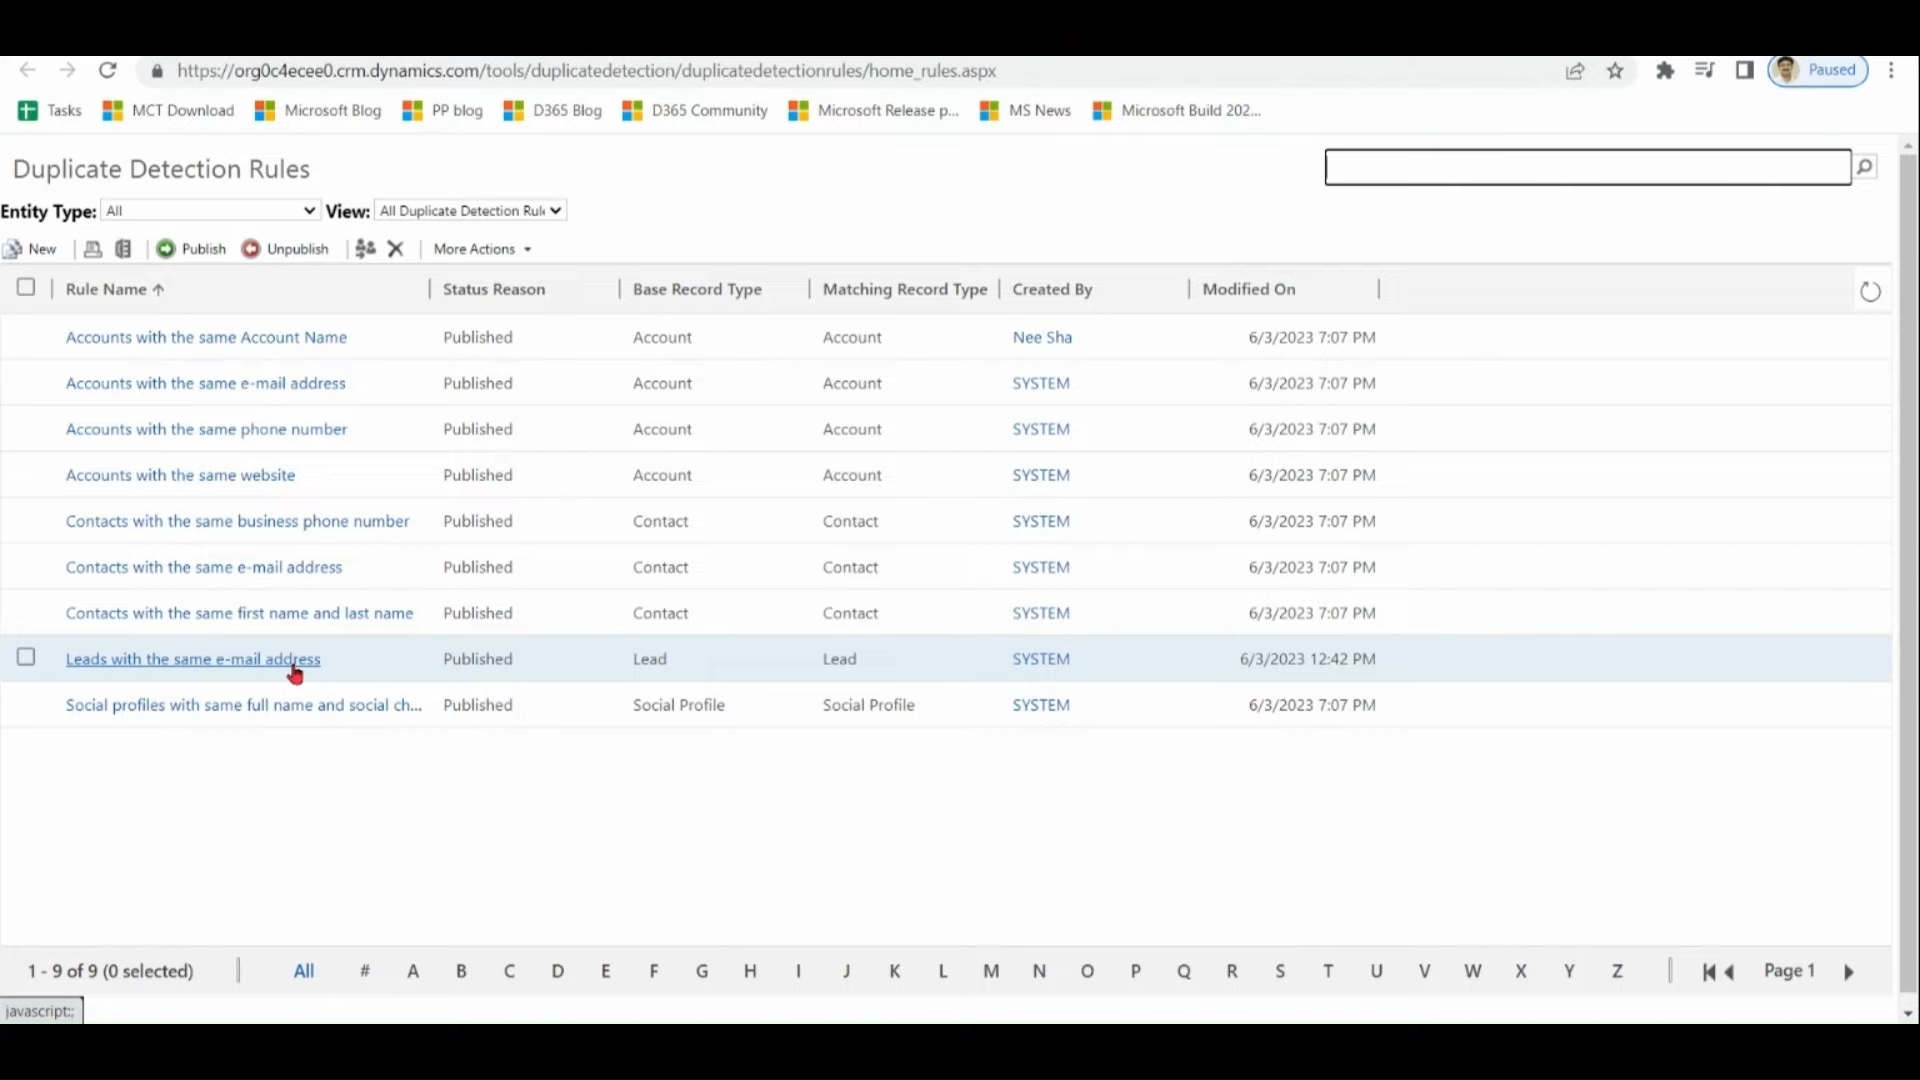 https://org0c4ecee0.crm.dynamics.com/tools/duplicatedetection/duplicatedetectionrules/home_rules.aspx Paused
Tasks MCT Download Microsoft Blog PP blog D365 Blog D365 Community Microsoft Release p... MS News Microsoft Build 202...
Duplicate Detection Rules
Entity Type: All View: All Duplicate Detection Rule
New Publish Unpublish More Actions
Rule Name Status Reason Base Record Type Matching Record Type Created By Modified On
Accounts with the same Account Name Published Account Account Nee Sha 6/3/2023 7:07 PM
Accounts with the same e-mail address Published Account Account SYSTEM 6/3/2023 7:07 PM
Accounts with the same phone number Published Account Account SYSTEM 6/3/2023 7:07 PM
Accounts with the same website Published Account Account SYSTEM 6/3/2023 7:07 PM
Contacts with the same business phone number Published Contact Contact SYSTEM 6/3/2023 7:07 PM
Contacts with the same e-mail address Published Contact Contact SYSTEM 6/3/2023 7:07 PM
Contacts with the same first name and last name Published Contact Contact SYSTEM 6/3/2023 7:07 PM
Leads with the same e-mail address Published Lead Lead SYSTEM 6/3/2023 12:42 PM
Social profiles with same full name and social ch... Published Social Profile Social Profile SYSTEM 6/3/2023 7:07 PM
1 - 9 of 9 (0 selected) All # A B C D E F G H I J K L M N O P Q R S T U V W X Y Z Page 1
javascript:;